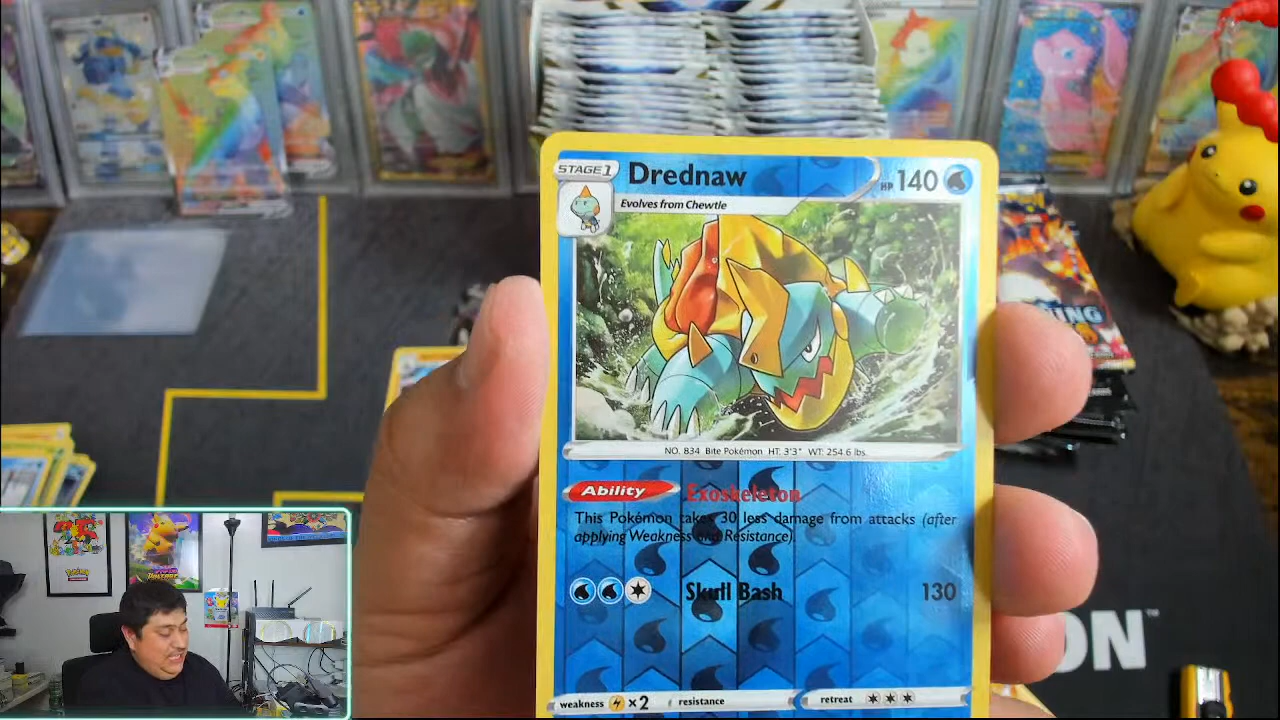 STAGE 1
Drednaw
HP 140
Evolves from Chewtle
NO. 834 Bite Pokémon HT: 3'3" WT: 254.6 lbs.
Ability Exoskeleton
This Pokémon takes 30 less damage from attacks (after
applying Weakness and Resistance).
Skull Bash 130
weakness ×2 resistance retreat
ON™